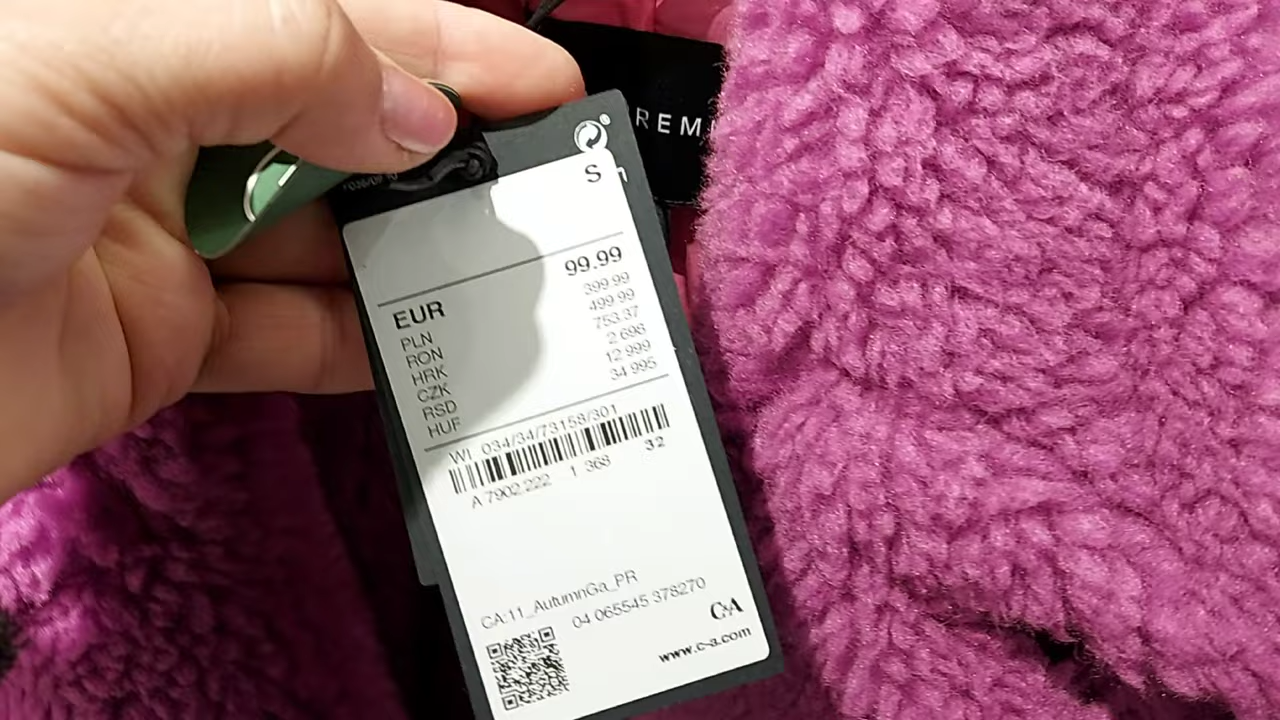 REM
S
EUR 99.99
PLN 399.99
RON 499.99
HRK 753.37
CZK 2 698
RSD 12 999
HUF 34 995
WI 034/34/73158/301
A 7902 222 1 368 32
CA:11_AutumnGa_PR
04 065545 378270
C&A
www.c-a.com